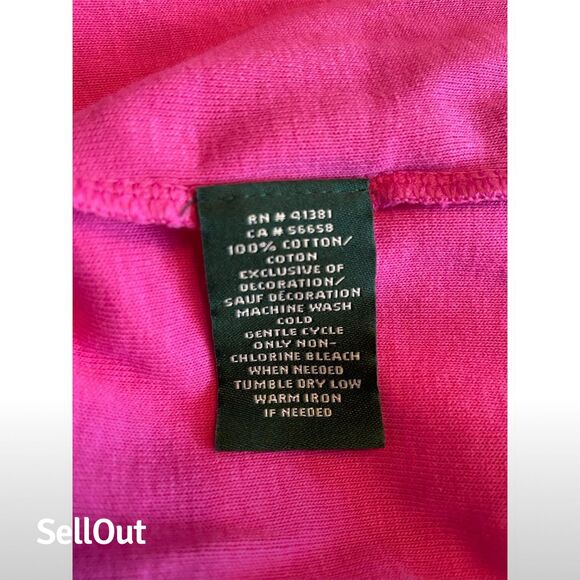 RN # 41381
CA # 56658
100% COTTON/
COTON
EXCLUSIVE OF
DECORATION/
SAUF DÉCORATION
MACHINE WASH
COLD
GENTLE CYCLE
ONLY NON-
CHLORINE BLEACH
WHEN NEEDED
TUMBLE DRY LOW
WARM IRON
IF NEEDED
SellOut